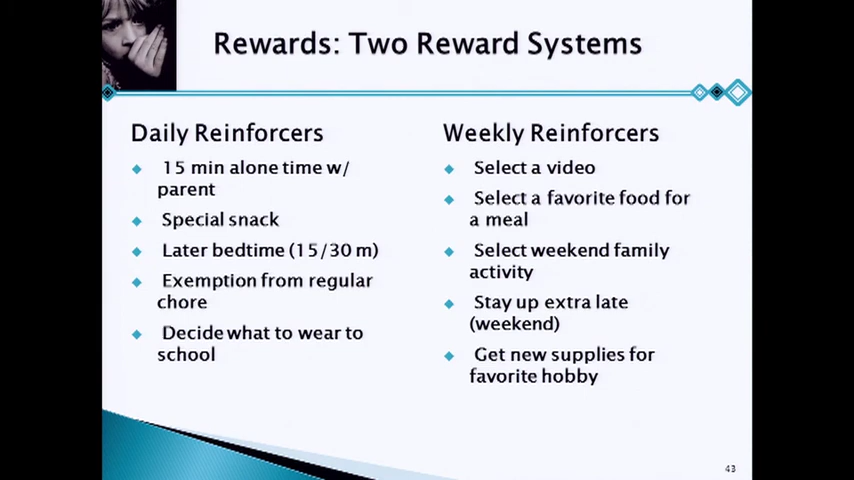 Rewards: Two Reward Systems
Daily Reinforcers
15 min alone time w/
parent
Special snack
Later bedtime (15/30 m)
Exemption from regular
chore
Decide what to wear to
school
Weekly Reinforcers
Select a video
Select a favorite food for
a meal
Select weekend family
activity
Stay up extra late
(weekend)
Get new supplies for
favorite hobby
43